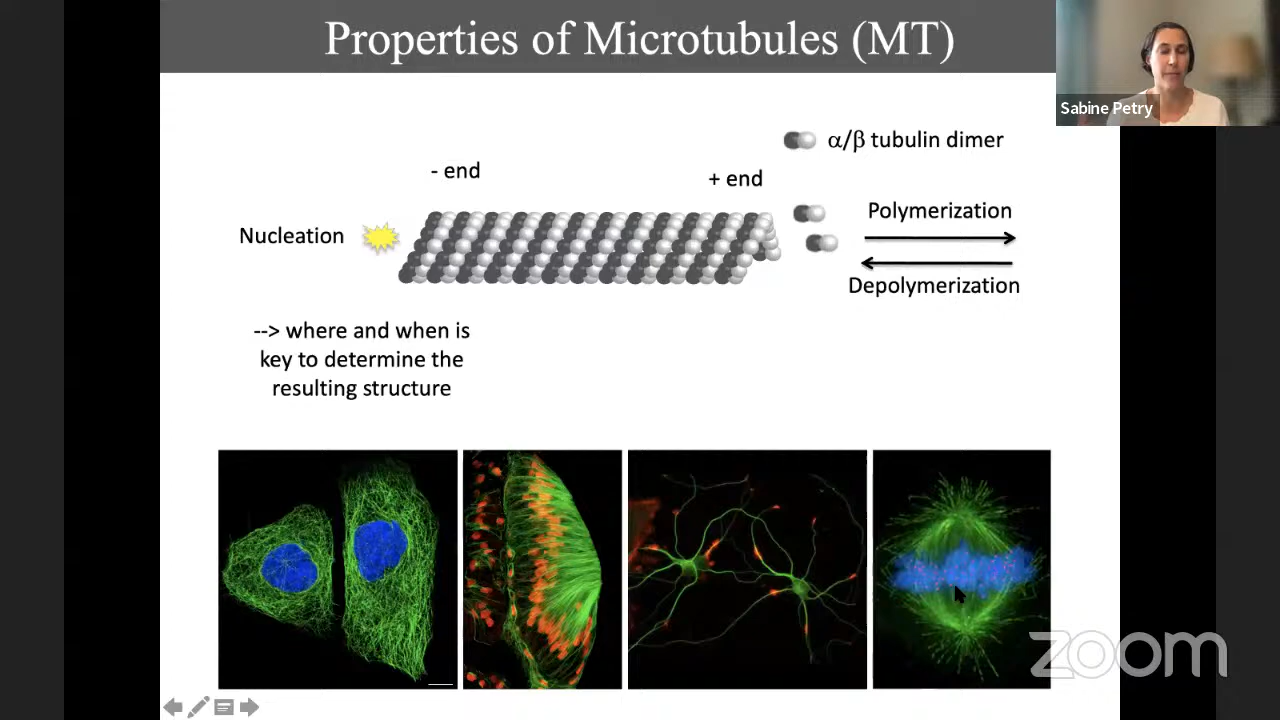 Properties of Microtubules (MT)
Sabine Petry
α/β tubulin dimer
- end
+ end
Nucleation
Polymerization
Depolymerization
--> where and when is
key to determine the
resulting structure
zoom